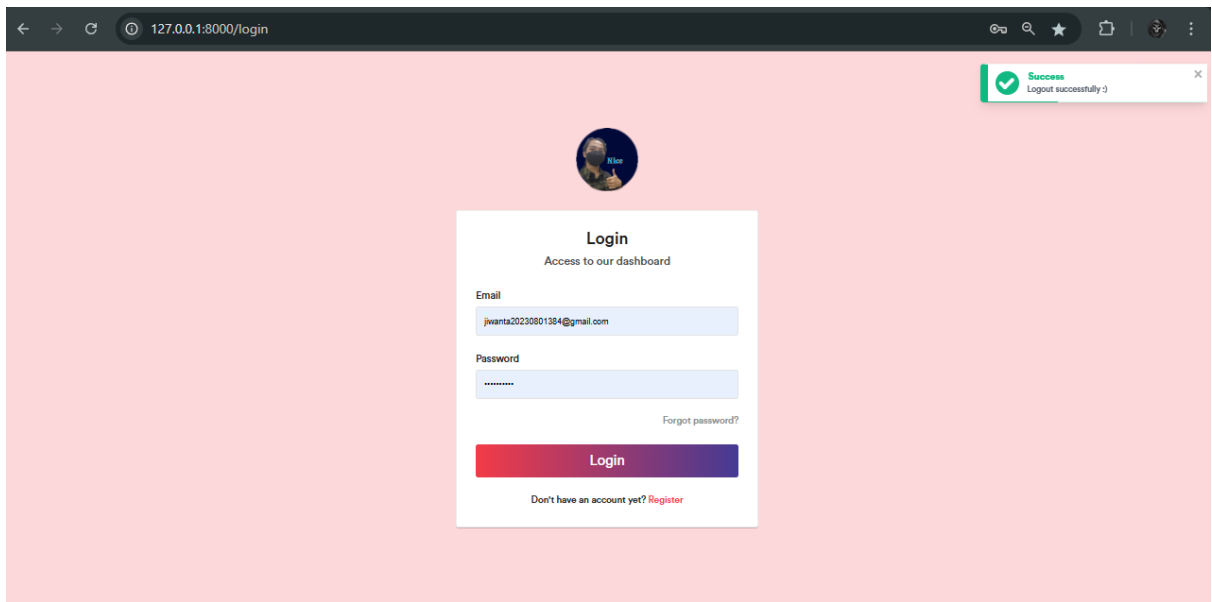 127.0.0.1:8000/login
Success
Logout successfully :)
Nice
Login
Access to our dashboard
Email
jiwanta20230801384@gmail.com
Password
Forgot password?
Login
Don't have an account yet? Register